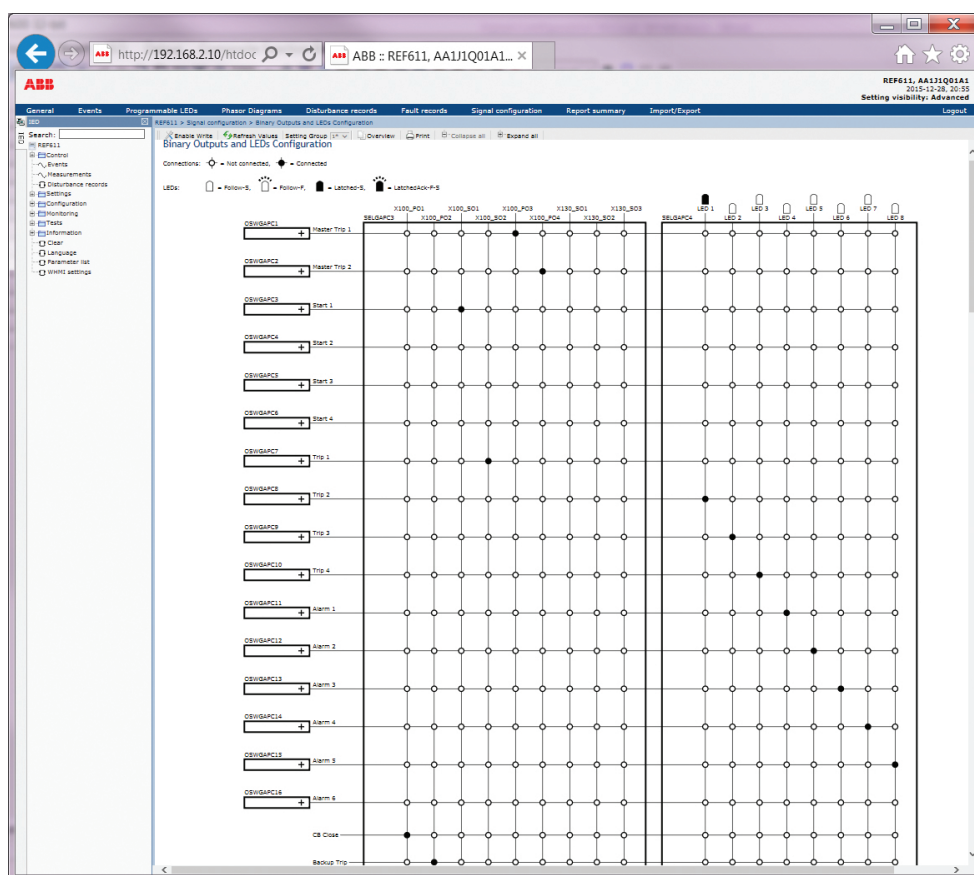 http://192.168.2.10/htdoc
ABB :: REF611, AA1J1Q01A1...
ABB
REF611, AA1J1Q01A1
2015-12-28, 20:55
Setting visibility: Advanced
General Events Programmable LEDs Phasor Diagrams Disturbance records Fault records Signal configuration Report summary Import/Export Logout
IED
REF611 > Signal configuration > Binary Outputs and LEDs Configuration
Search:
Enable Write Refresh Values Setting Group 1* Overview Print Collapse all Expand all
REF611
Control
Events
Measurements
Disturbance records
Settings
Configuration
Monitoring
Tests
Information
Clear
Language
Parameter list
WHMI settings
Binary Outputs and LEDs Configuration
Connections: = Not connected, = Connected
LEDs: = Follow-S, = Follow-F, = Latched-S, = LatchedAck-F-S
X100_PO1 X100_SO1 X100_PO3 X130_SO1 X130_SO3
SELGAPC3 X100_PO2 X100_SO2 X100_PO4 X130_SO2
LED 1 LED 3 LED 5 LED 7
SELGAPC4 LED 2 LED 4 LED 6 LED 8
OSWGAPC1
Master Trip 1
OSWGAPC2
Master Trip 2
OSWGAPC3
Start 1
OSWGAPC4
Start 2
OSWGAPC5
Start 3
OSWGAPC6
Start 4
OSWGAPC7
Trip 1
OSWGAPC8
Trip 2
OSWGAPC9
Trip 3
OSWGAPC10
Trip 4
OSWGAPC11
Alarm 1
OSWGAPC12
Alarm 2
OSWGAPC13
Alarm 3
OSWGAPC14
Alarm 4
OSWGAPC15
Alarm 5
OSWGAPC16
Alarm 6
CB Close
Backup Trip